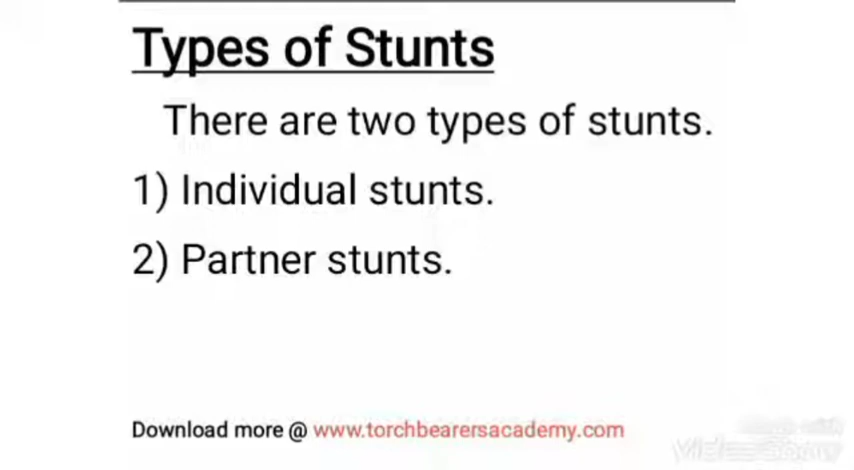 Types of Stunts
There are two types of stunts.
1) Individual stunts.
2) Partner stunts.
Download more @ www.torchbearersacademy.com